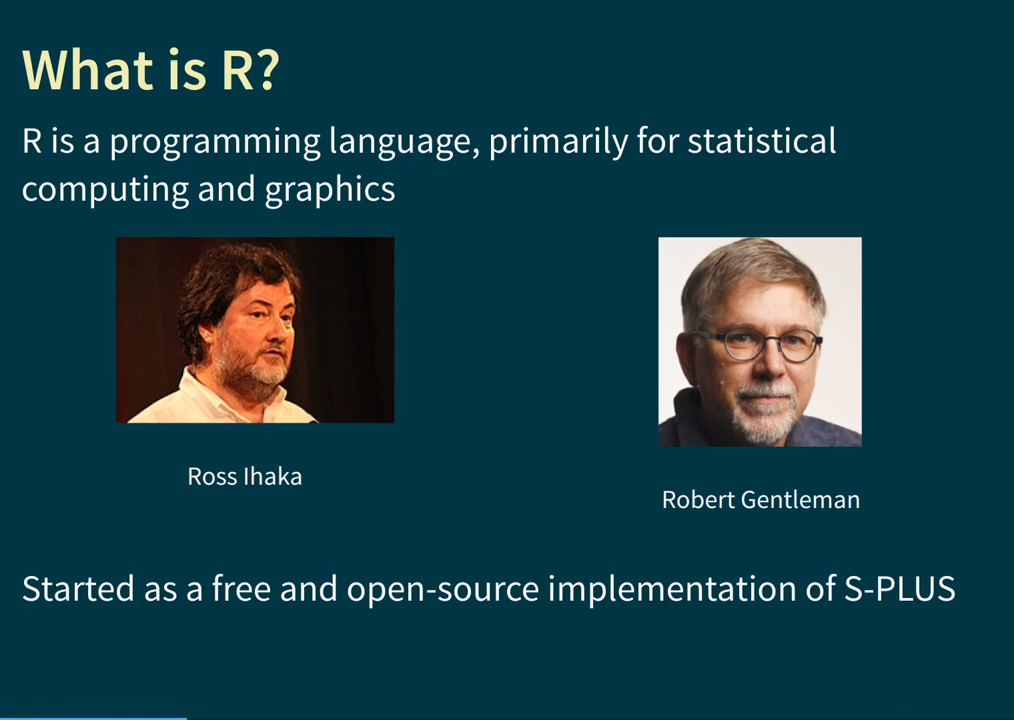 What is R?
R is a programming language, primarily for statistical
computing and graphics
Ross Ihaka
Robert Gentleman
Started as a free and open-source implementation of S-PLUS